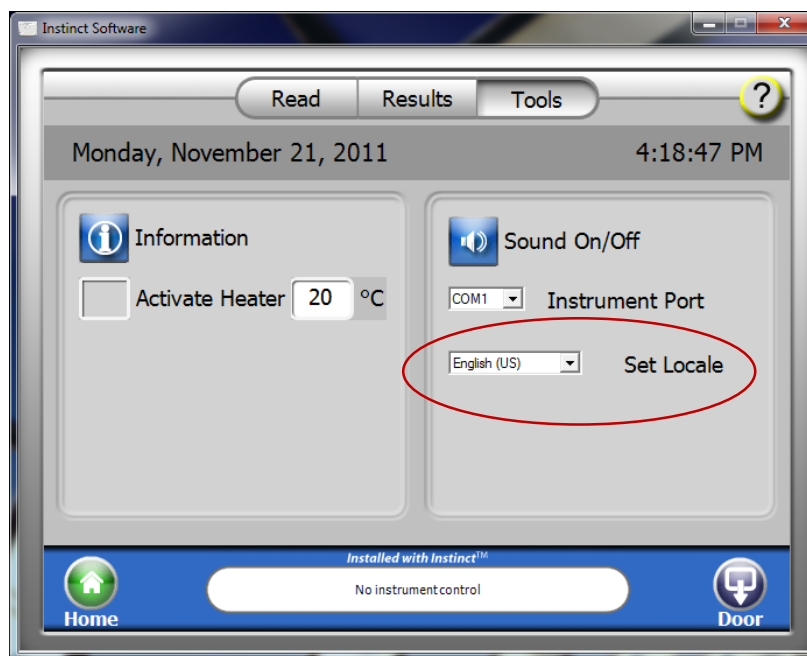 Instinct Software
Read Results Tools ?
Monday, November 21, 2011 4:18:47 PM
Information
Activate Heater 20 °C
Sound On/Off
COM1 Instrument Port
English (US) Set Locale
Installed with Instinct™
No instrument control
Home
Door